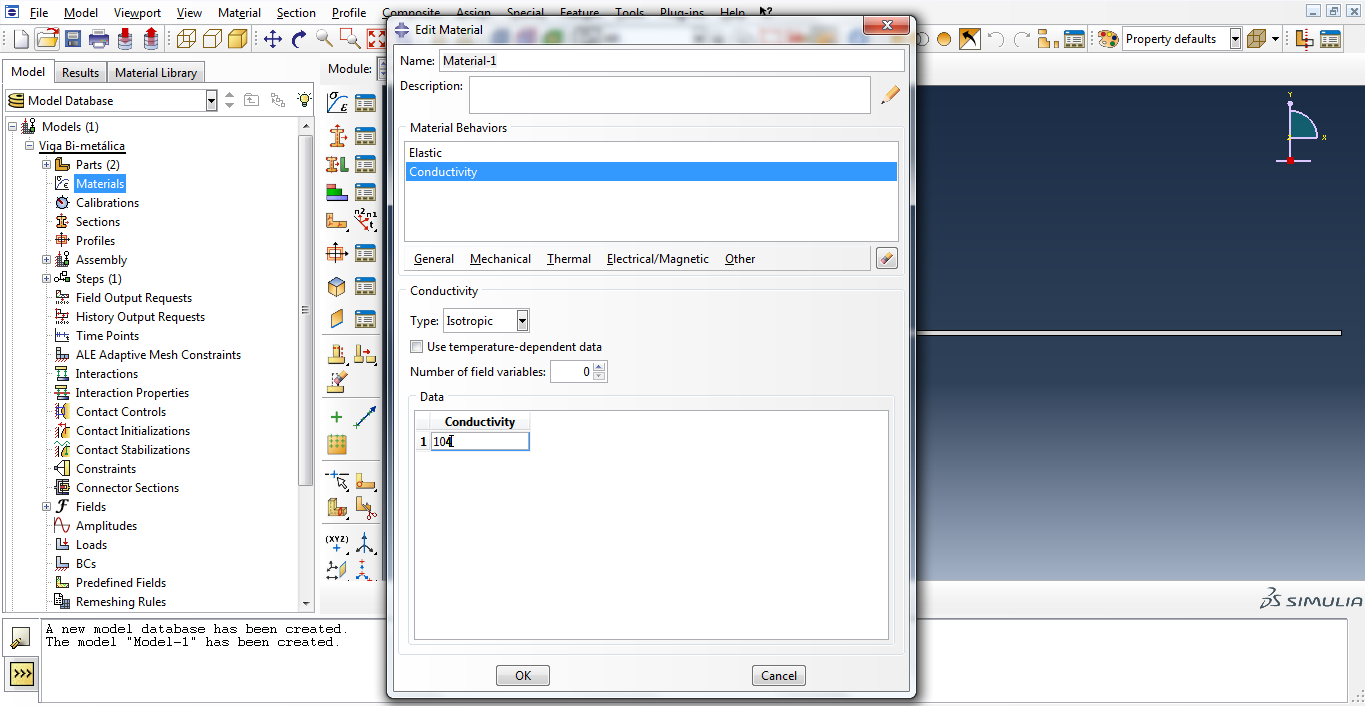 File Model Viewport View Material Section Profile Composite Assign Special Feature Tools Plug-ins Help
Edit Material
Property defaults
Model Results Material Library
Module:
Model Database
Models (1)
Viga Bi-metálica
Parts (2)
Materials
Calibrations
Sections
Profiles
Assembly
Steps (1)
Field Output Requests
History Output Requests
Time Points
ALE Adaptive Mesh Constraints
Interactions
Interaction Properties
Contact Controls
Contact Initializations
Contact Stabilizations
Constraints
Connector Sections
Fields
Amplitudes
Loads
BCs
Predefined Fields
Remeshing Rules
Name: Material-1
Description:
Material Behaviors
Elastic
Conductivity
General Mechanical Thermal Electrical/Magnetic Other
Conductivity
Type: Isotropic
Use temperature-dependent data
Number of field variables: 0
Data
Conductivity
1 104
OK Cancel
n2 n1
t
(XYZ)
Y
X
SIMULIA
A new model database has been created.
The model "Model-1" has been created.
>>>